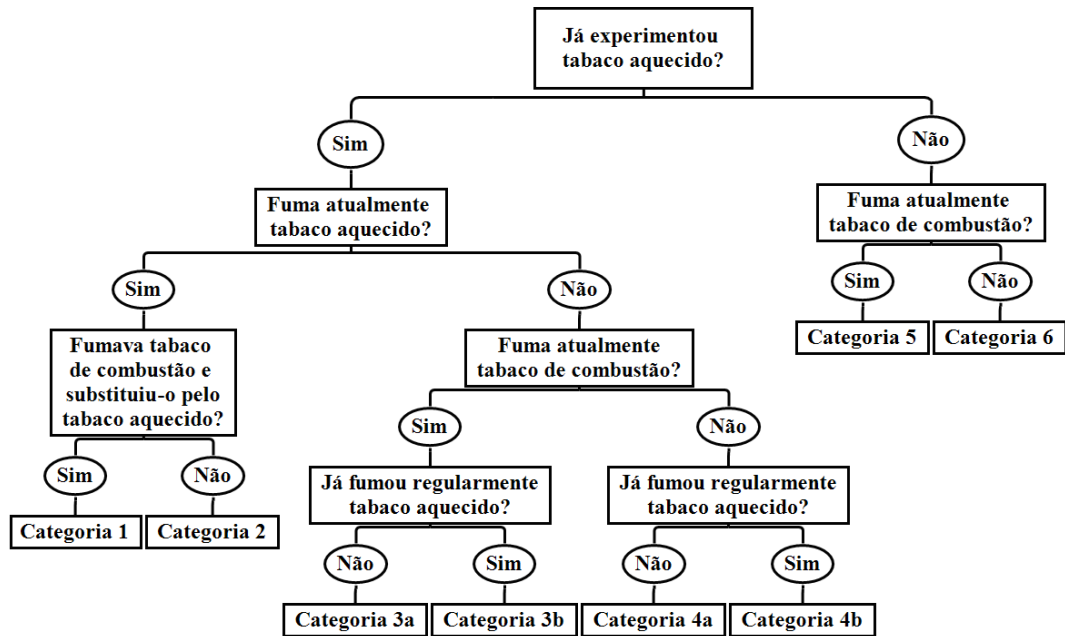 Já experimentou
tabaco aquecido?
Sim
Não
Fuma atualmente
tabaco aquecido?
Fuma atualmente
tabaco de combustão?
Sim
Não
Sim
Não
Categoria 5
Categoria 6
Fumava tabaco
de combustão e
substituiu-o pelo
tabaco aquecido?
Fuma atualmente
tabaco de combustão?
Sim
Não
Sim
Não
Já fumou regularmente
tabaco aquecido?
Já fumou regularmente
tabaco aquecido?
Categoria 1
Categoria 2
Não
Sim
Não
Sim
Categoria 3a
Categoria 3b
Categoria 4a
Categoria 4b